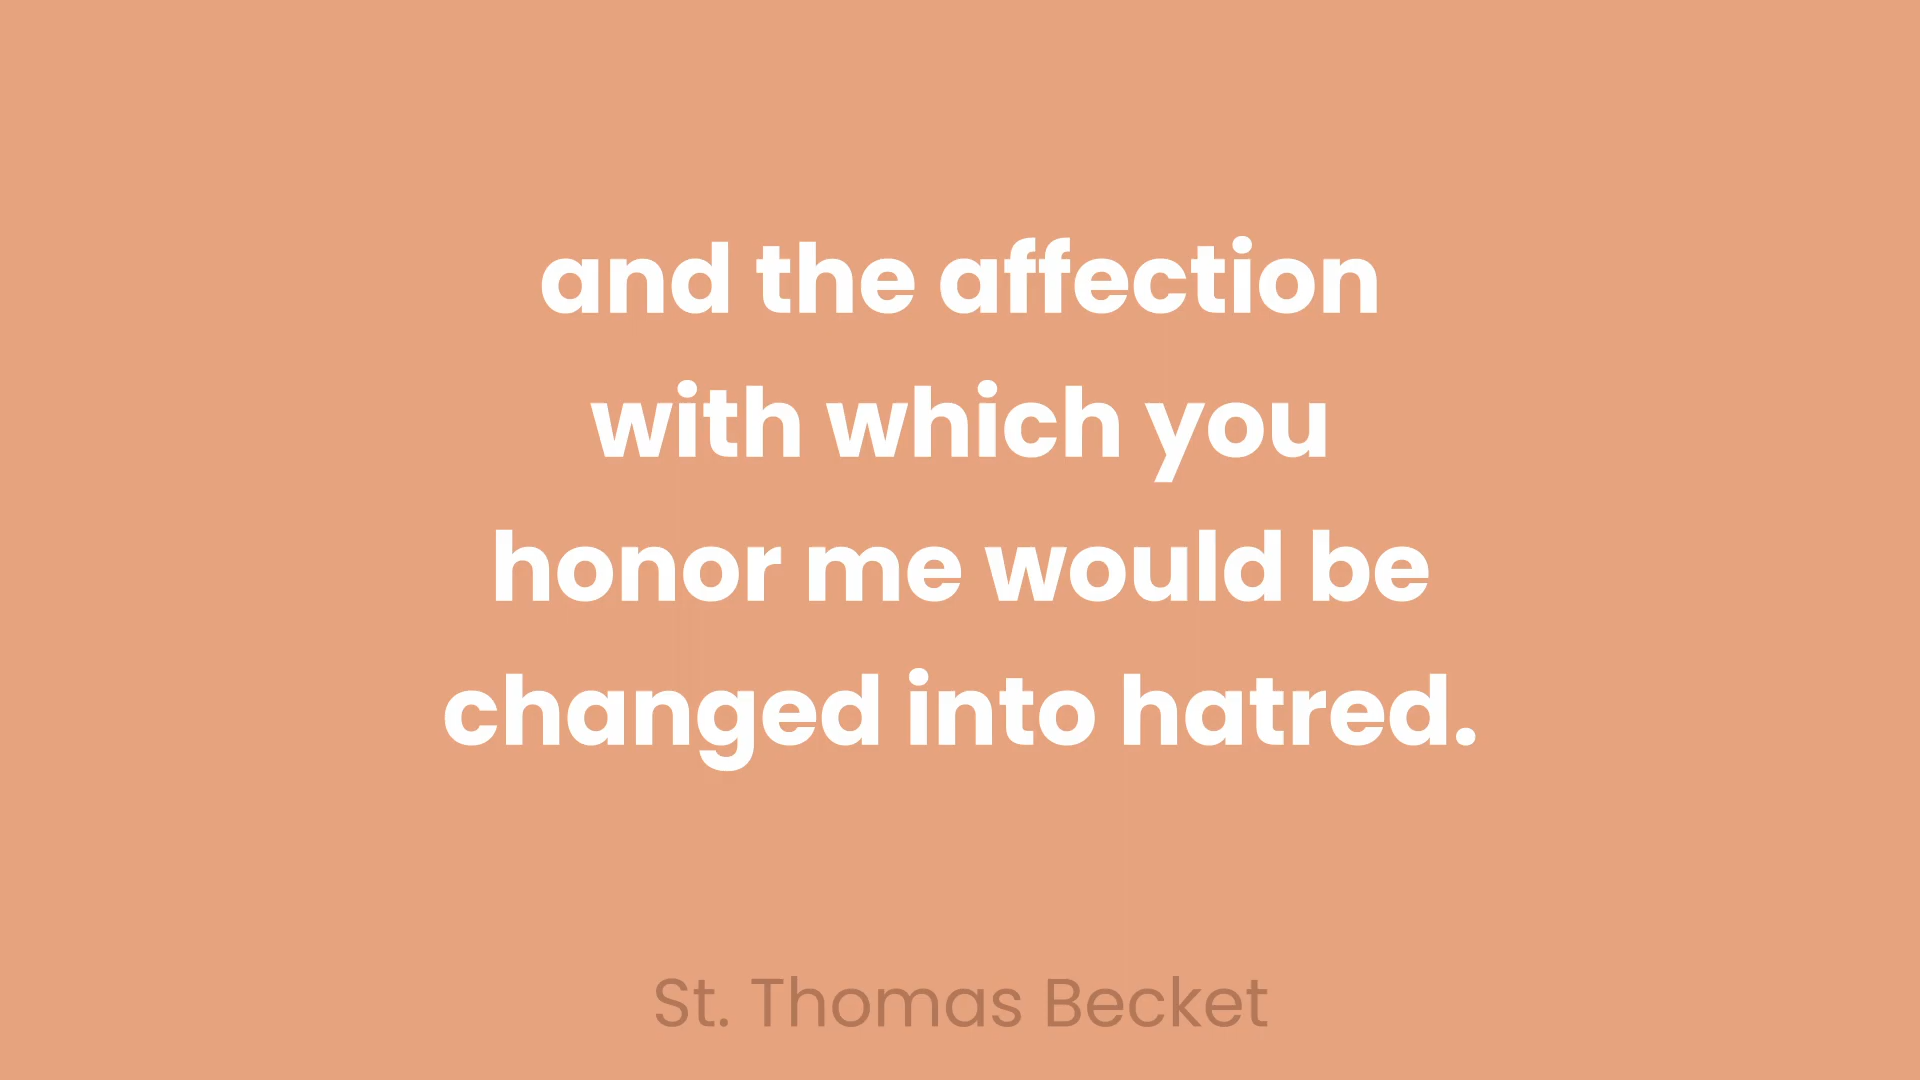 and the affection
with which you
honor me would be
changed into hatred.
St. Thomas Becket